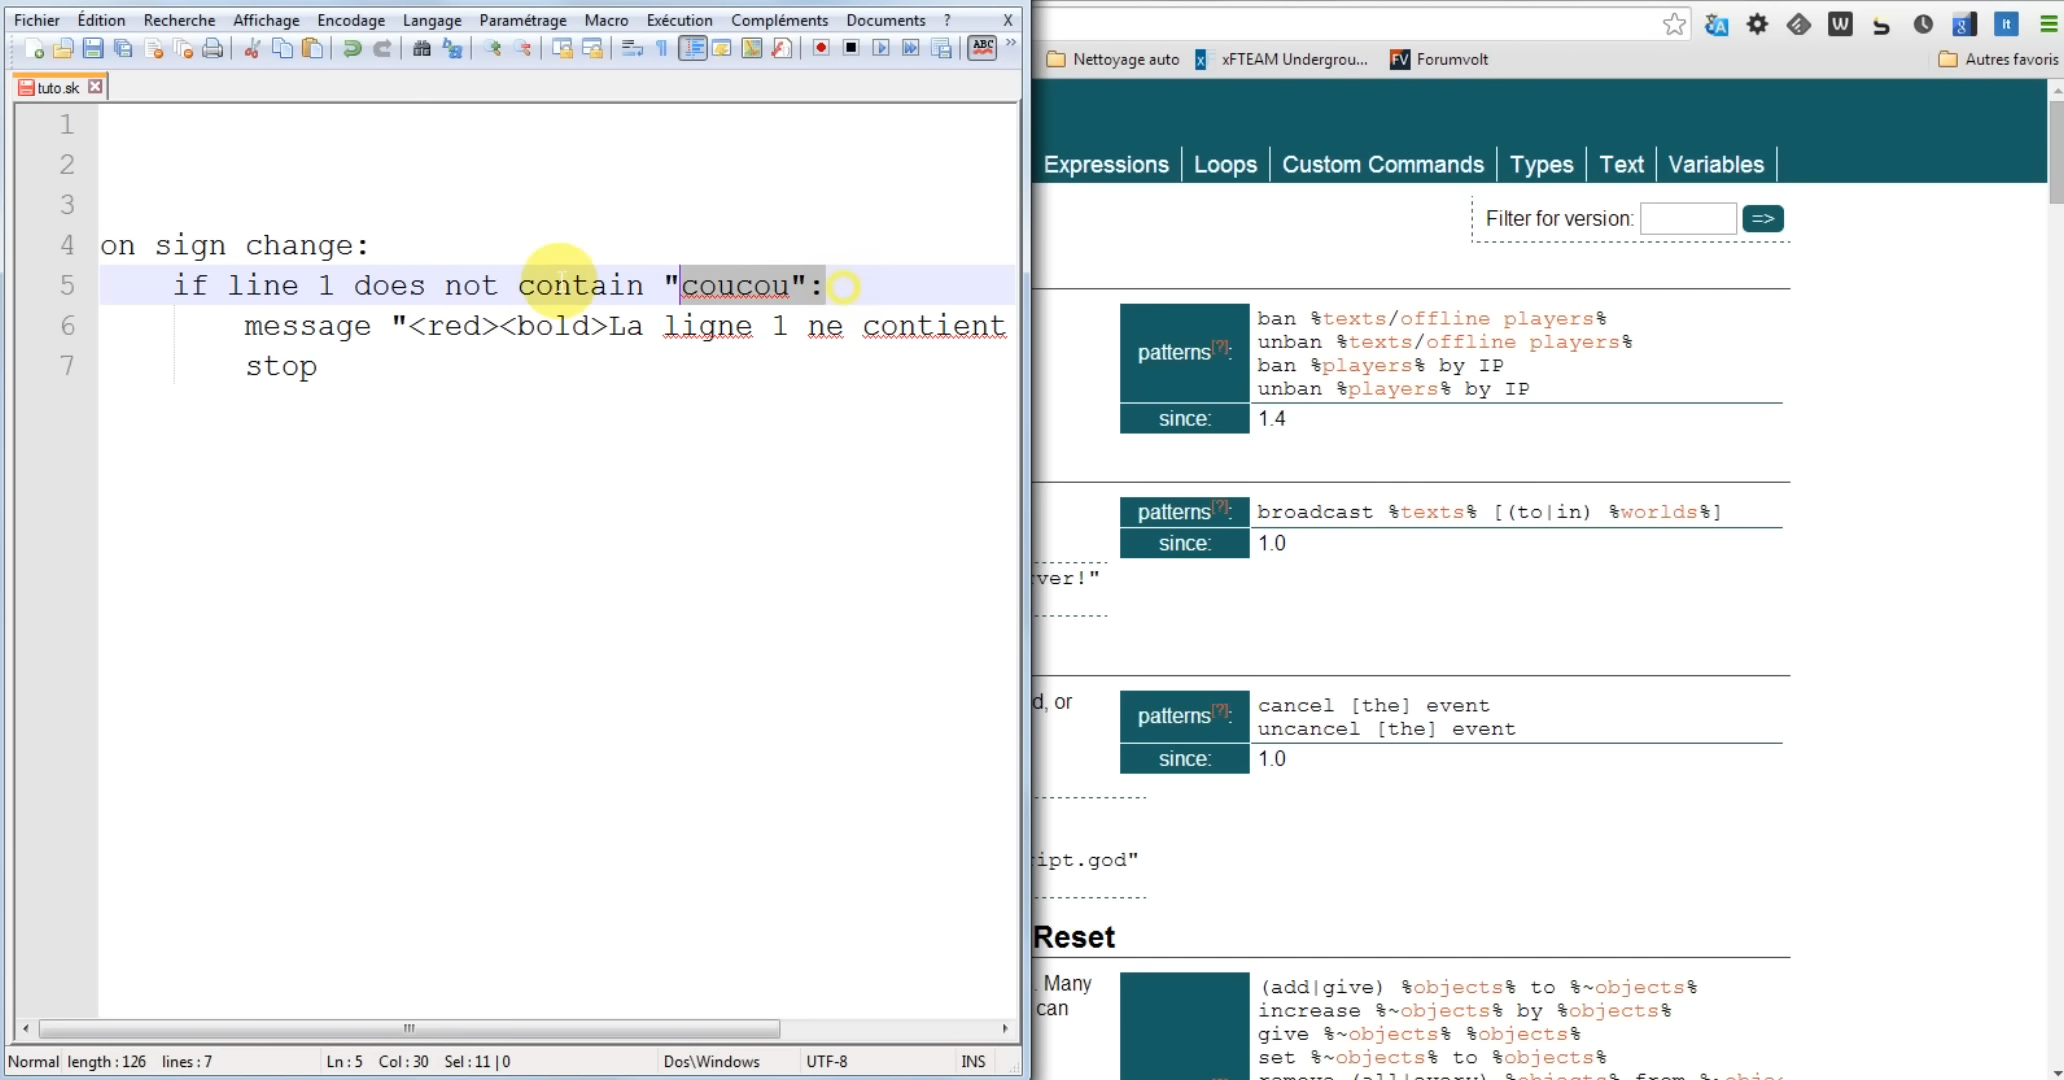 Fichier Édition Recherche Affichage Encodage Langage Paramétrage Macro Exécution Compléments Documents ? X
ABC »
tuto.sk
1
2
3
4 on sign change:
5 if line 1 does not contain "coucou":
6 message "<red><bold>La ligne 1 ne contient
7 stop
Normal length : 126 lines : 7 Ln : 5 Col : 30 Sel : 11 | 0 Dos\Windows UTF-8 INS
W g lt
Nettoyage auto x xFTEAM Undergrou... FV Forumvolt Autres favoris
Expressions Loops Custom Commands Types Text Variables
Filter for version: =>
patterns[?]:
ban %texts/offline players%
unban %texts/offline players%
ban %players% by IP
unban %players% by IP
since: 1.4
patterns[?]: broadcast %texts% [(to|in) %worlds%]
since: 1.0
ver!"
d, or
patterns[?]:
cancel [the] event
uncancel [the] event
since: 1.0
ipt.god"
Reset
. Many
can
(add|give) %objects% to %~objects%
increase %~objects% by %objects%
give %~objects% %objects%
set %~objects% to %objects%